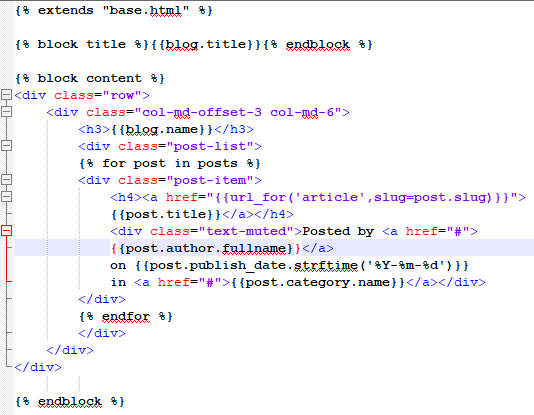 {% extends "base.html" %}
{% block title %}{{blog.title}}{% endblock %}
{% block content %}
<div class="row">
<div class="col-md-offset-3 col-md-6">
<h3>{{blog.name}}</h3>
<div class="post-list">
{% for post in posts %}
<div class="post-item">
<h4><a href="{{url_for('article',slug=post.slug)}}">
{{post.title}}</a></h4>
<div class="text-muted">Posted by <a href="#">
{{post.author.fullname}}</a>
on {{post.publish_date.strftime('%Y-%m-%d')}}
in <a href="#">{{post.category.name}}</a></div>
</div>
{% endfor %}
</div>
</div>
</div>
{% endblock %}